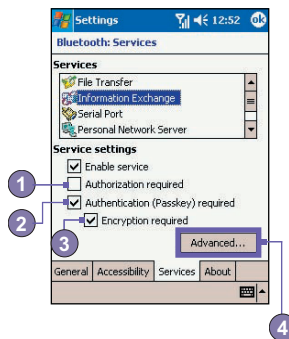 Settings 12:52 ok
Bluetooth: Services
Services
File Transfer
Information Exchange
Serial Port
Personal Network Server
Service settings
Enable service
1 Authorization required
2 Authentication (Passkey) required
3 Encryption required
Advanced...
General Accessibility Services About
4